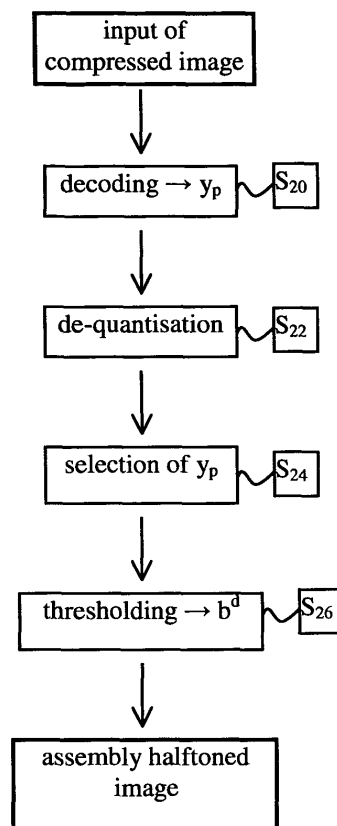 input of
compressed image
decoding → yₚ S₂₀
de-quantisation S₂₂
selection of yₚ S₂₄
thresholding → bᵈ S₂₆
assembly halftoned
image